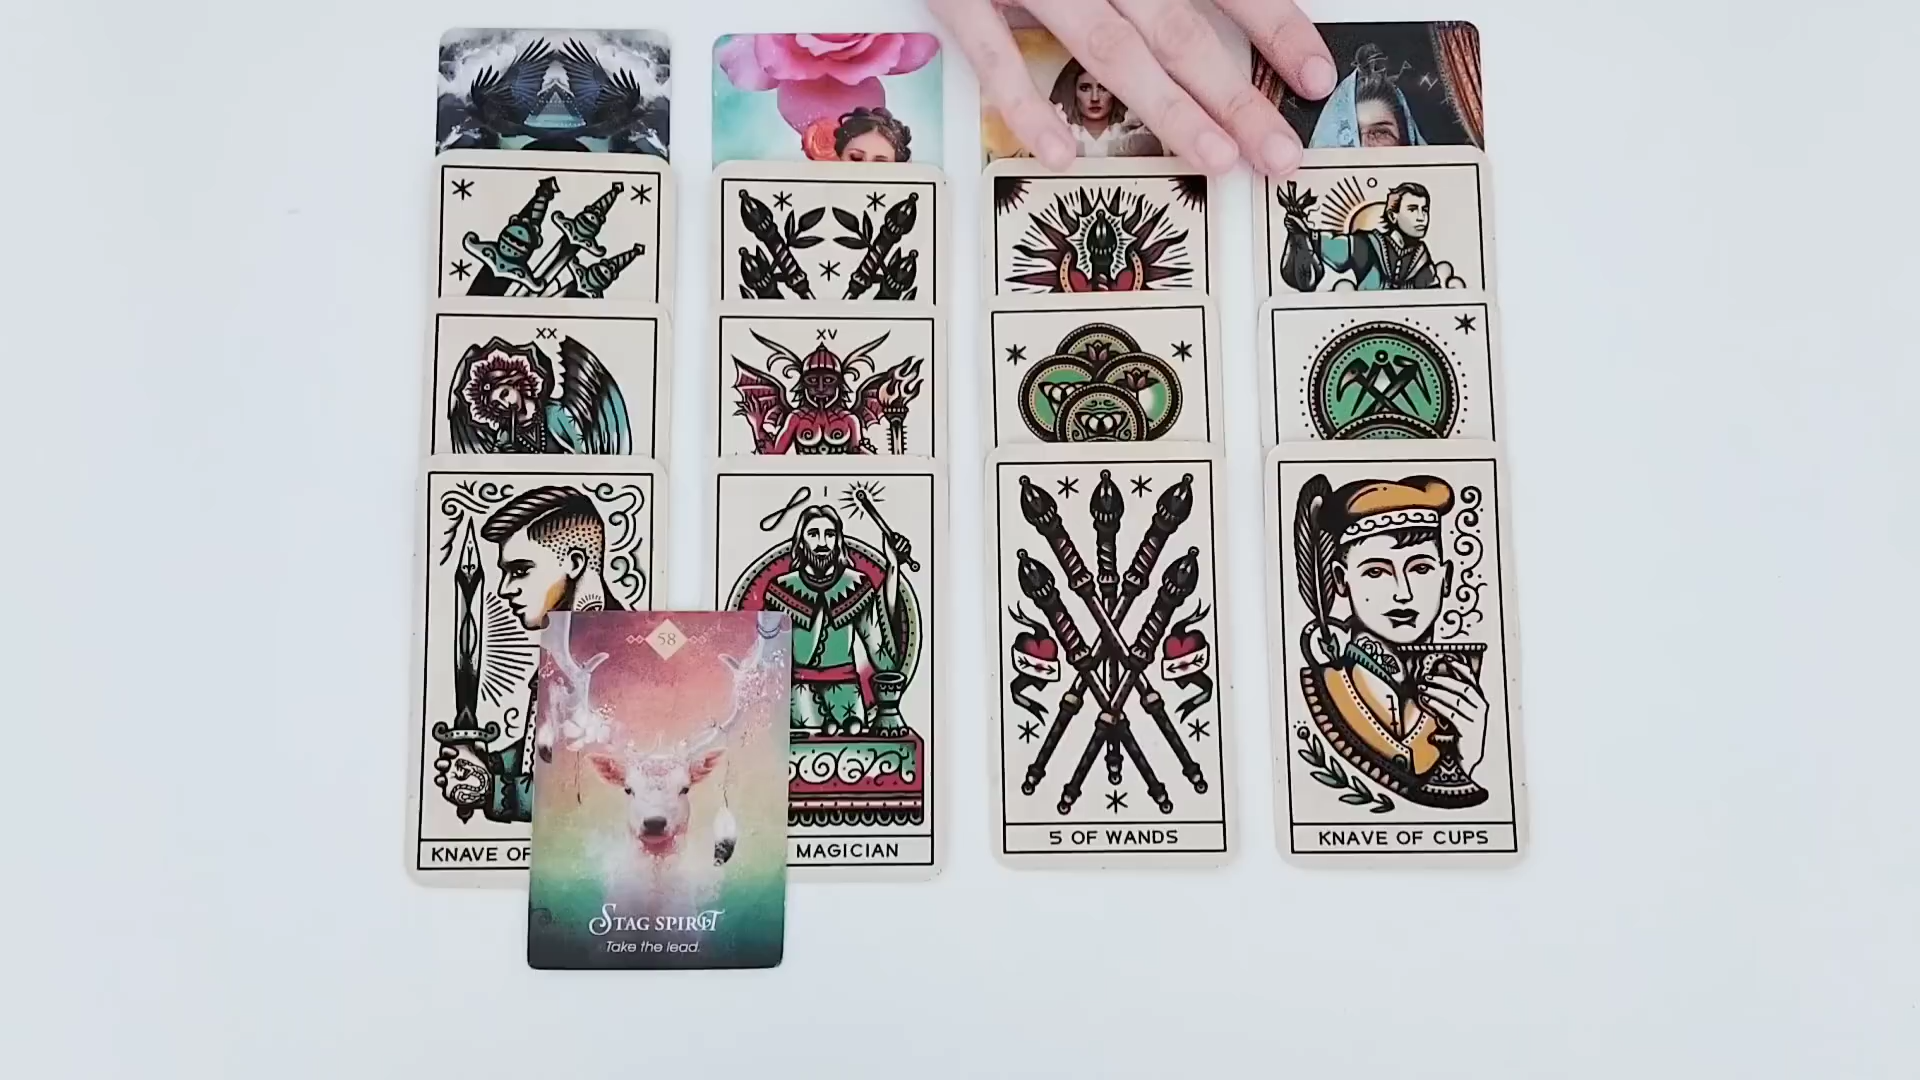 XX
XV
I
58
KNAVE OF
MAGICIAN
5 OF WANDS
KNAVE OF CUPS
STAG SPIRIT
Take the lead.